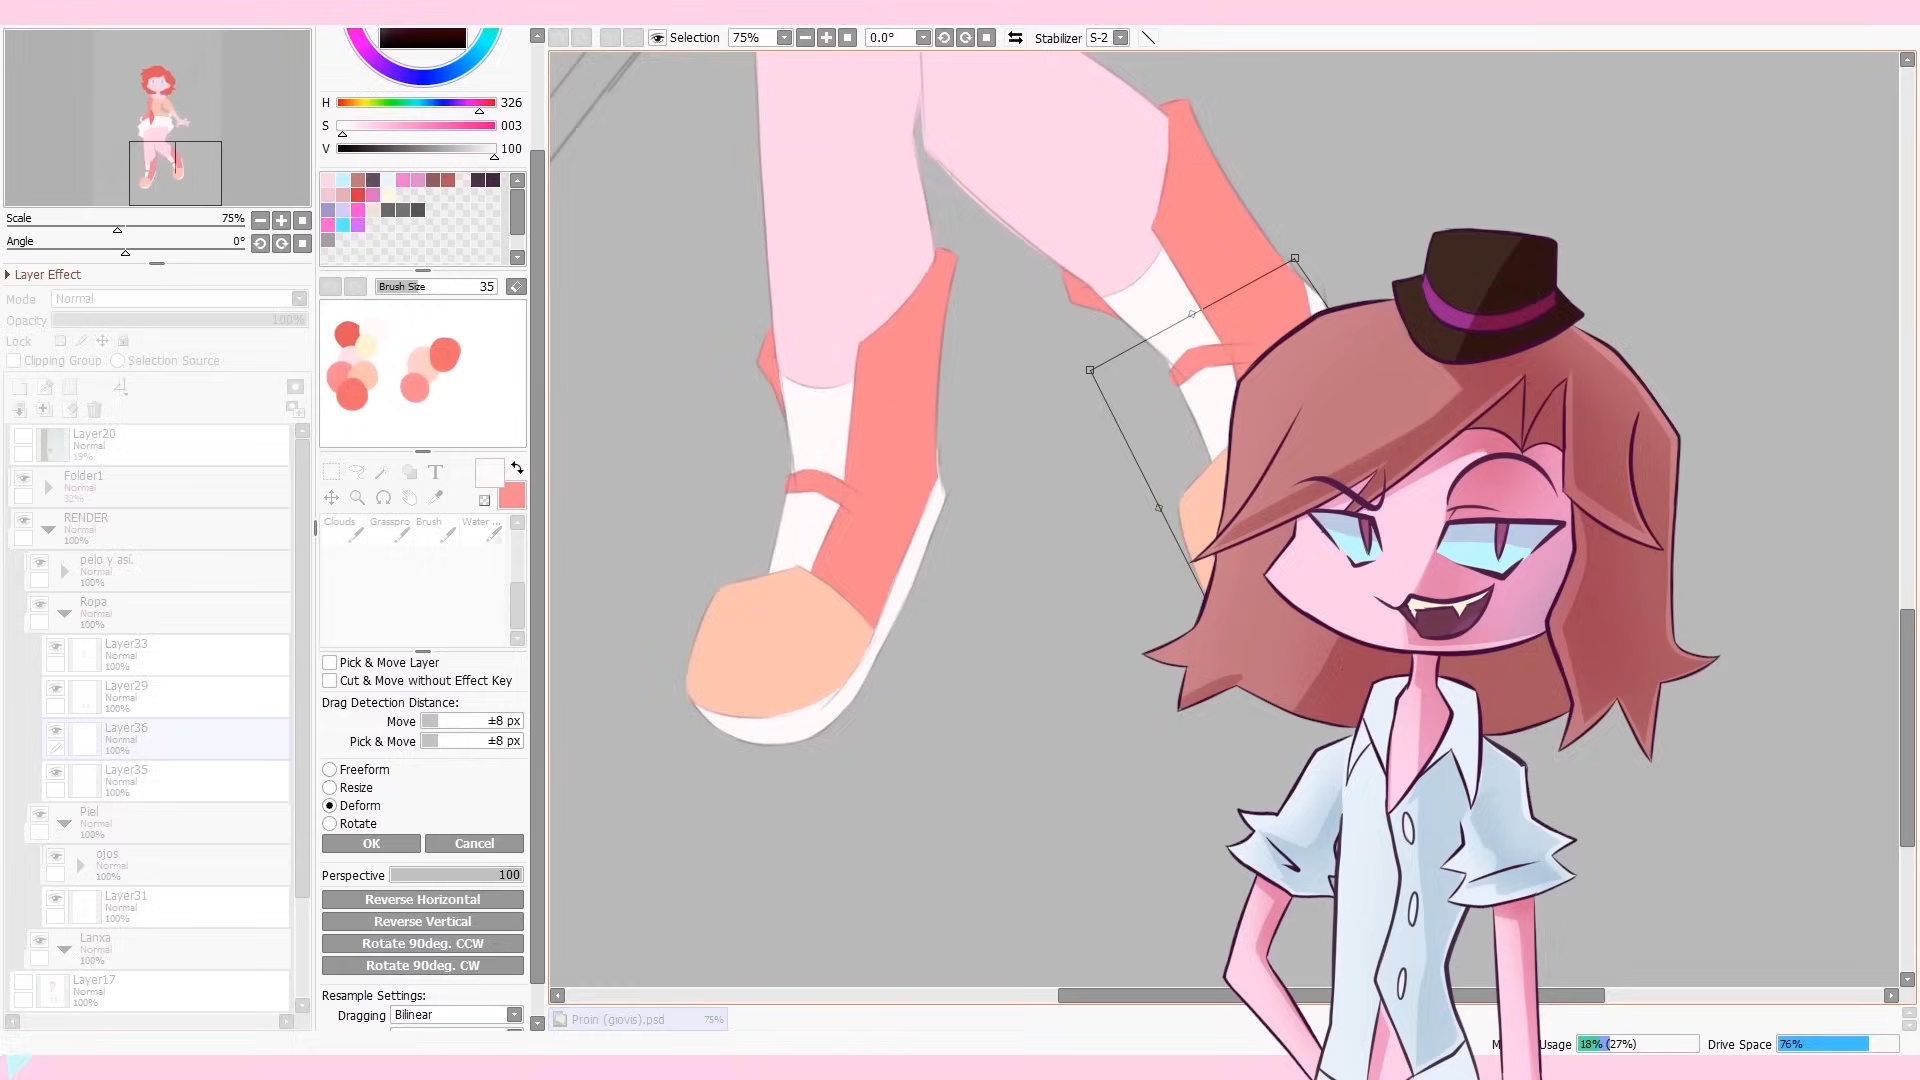 Selection 75% 0.0° Stabilizer S-2
H 326
S 003
V 100
Scale 75%
Angle 0°
Layer Effect
Mode Normal
Opacity 100%
Lock
Clipping Group Selection Source
Layer20
Normal
19%
Folder1
Normal
32%
RENDER
Normal
100%
pelo y así.
Normal
100%
Ropa
Normal
100%
Layer33
Normal
100%
Layer29
Normal
100%
Layer36
Normal
100%
Layer35
Normal
100%
Piel
Normal
100%
ojos
Normal
100%
Layer31
Normal
100%
Lanxa
Normal
100%
Layer17
Normal
100%
Brush Size 35
T
Clouds Grasspro Brush Water ...
Pick & Move Layer
Cut & Move without Effect Key
Drag Detection Distance:
Move ±8 px
Pick & Move ±8 px
Freeform
Resize
Deform
Rotate
OK Cancel
Perspective 100
Reverse Horizontal
Reverse Vertical
Rotate 90deg. CCW
Rotate 90deg. CW
Resample Settings:
Dragging Bilinear
Proin (giovis).psd 75%
Usage 18% (27%) Drive Space 76%